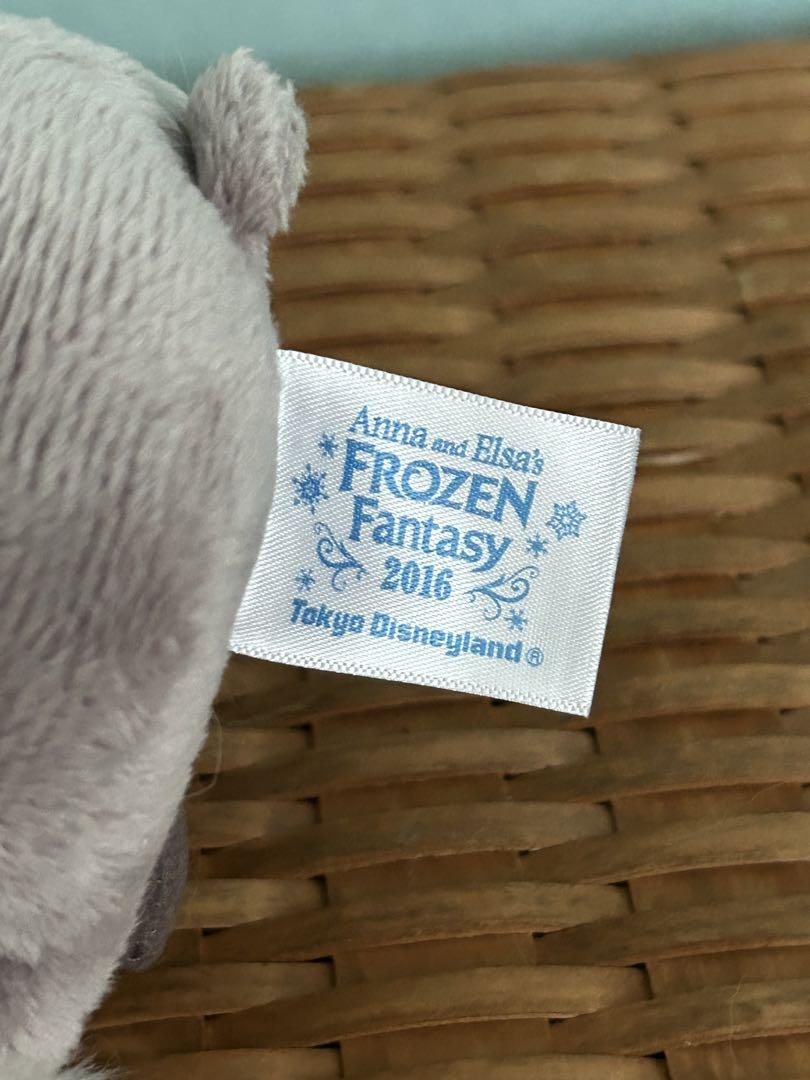 Anna and Elsa's
FROZEN
Fantasy
2016
Tokyo Disneyland®